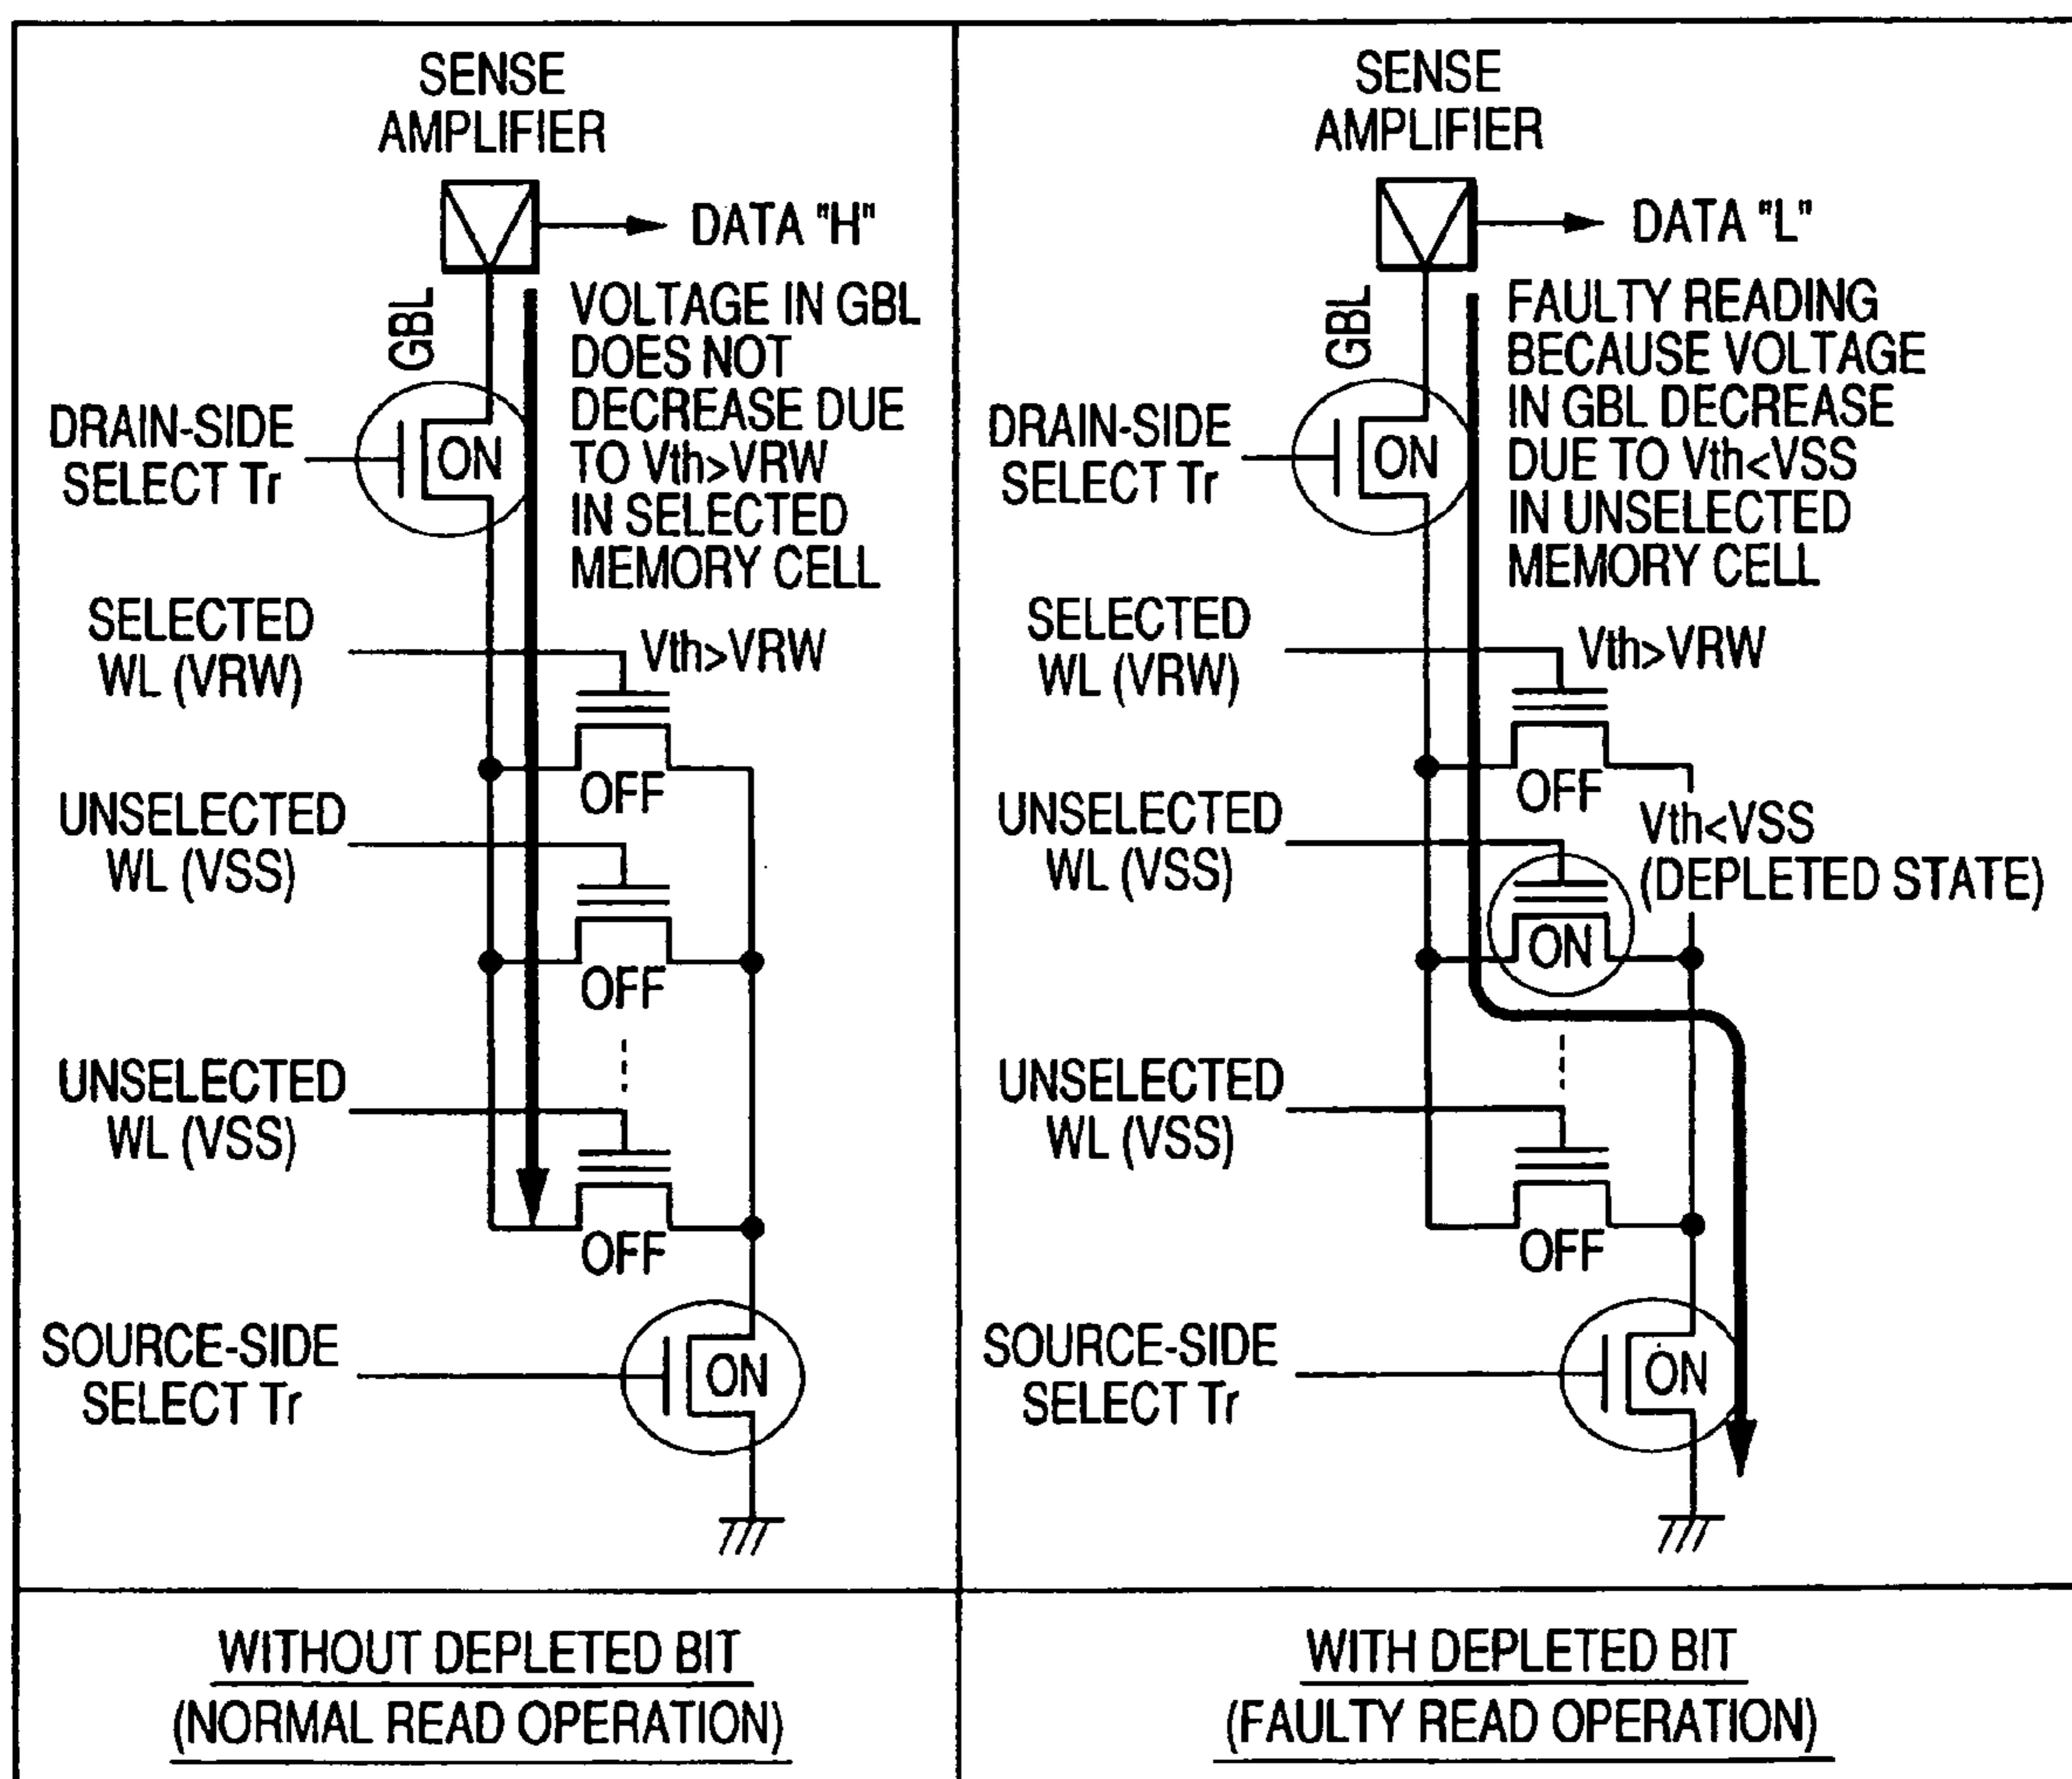 SENSE
AMPLIFIER
DATA "H"
GBL
VOLTAGE IN GBL
DOES NOT
DECREASE DUE
TO Vth>VRW
IN SELECTED
MEMORY CELL
DRAIN-SIDE
SELECT Tr
ON
SELECTED
WL (VRW)
Vth>VRW
OFF
UNSELECTED
WL (VSS)
OFF
UNSELECTED
WL (VSS)
OFF
SOURCE-SIDE
SELECT Tr
ON
WITHOUT DEPLETED BIT
(NORMAL READ OPERATION)
SENSE
AMPLIFIER
DATA "L"
GBL
FAULTY READING
BECAUSE VOLTAGE
IN GBL DECREASE
DUE TO Vth<VSS
IN UNSELECTED
MEMORY CELL
DRAIN-SIDE
SELECT Tr
ON
SELECTED
WL (VRW)
Vth>VRW
OFF
UNSELECTED
WL (VSS)
Vth<VSS
(DEPLETED STATE)
ON
UNSELECTED
WL (VSS)
OFF
SOURCE-SIDE
SELECT Tr
ON
WITH DEPLETED BIT
(FAULTY READ OPERATION)